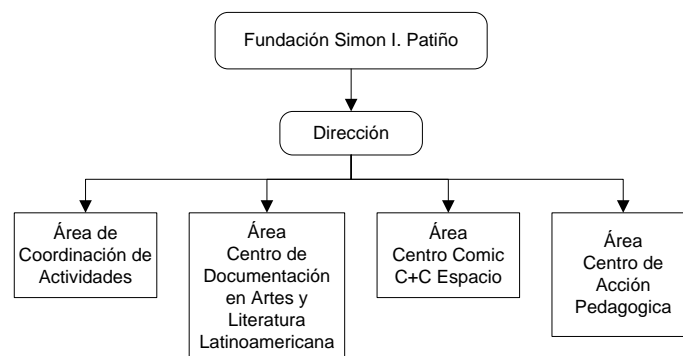 Fundación Simon I. Patiño
Dirección
Área de
Coordinación de
Actividades
Área
Centro de
Documentación
en Artes y
Literatura
Latinoamericana
Área
Centro Comic
C+C Espacio
Área
Centro de
Acción
Pedagogica